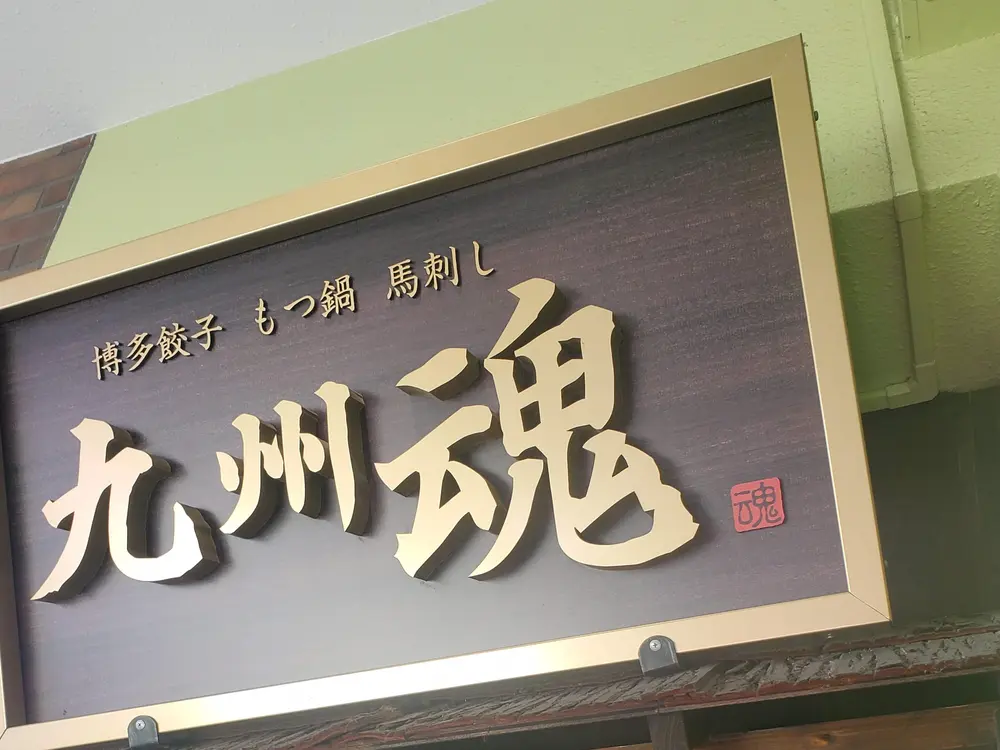 博多餃子 もつ鍋 馬刺し
九州魂
魂